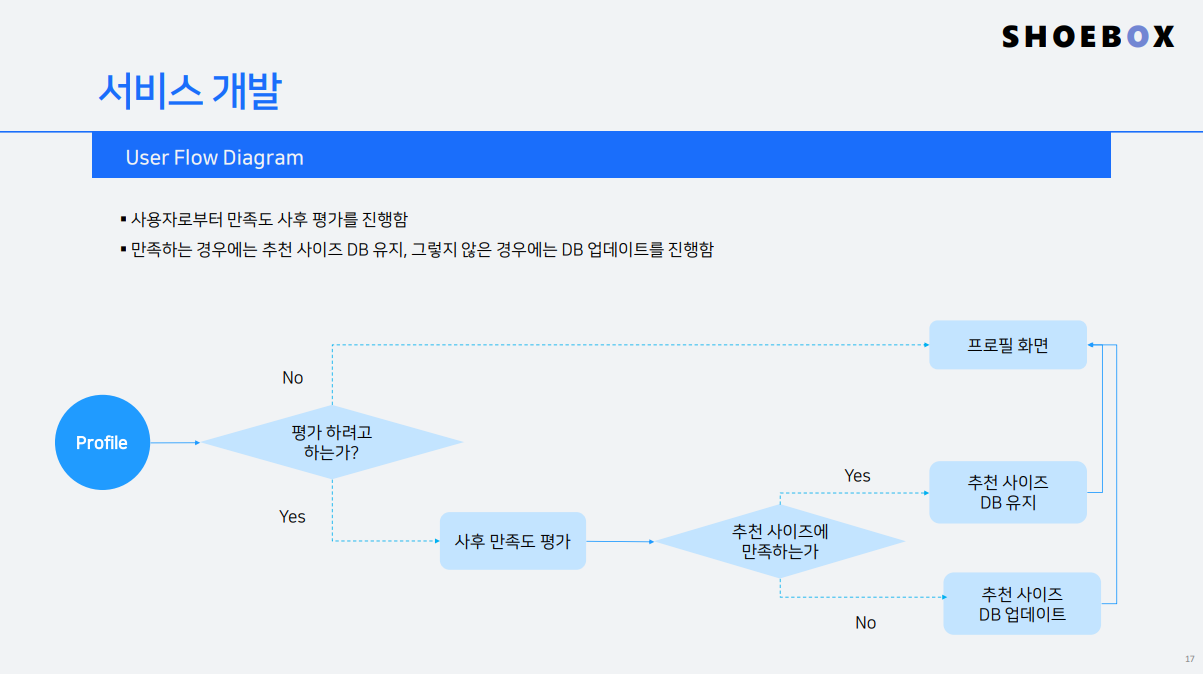 SHOEBOX
서비스 개발
User Flow Diagram
▪ 사용자로부터 만족도 사후 평가를 진행함
▪ 만족하는 경우에는 추천 사이즈 DB 유지, 그렇지 않은 경우에는 DB 업데이트를 진행함
프로필 화면
No
평가 하려고
하는가?
Profile
Yes
사후 만족도 평가
추천 사이즈에
만족하는가
Yes
추천 사이즈
DB 유지
No
추천 사이즈
DB 업데이트
17